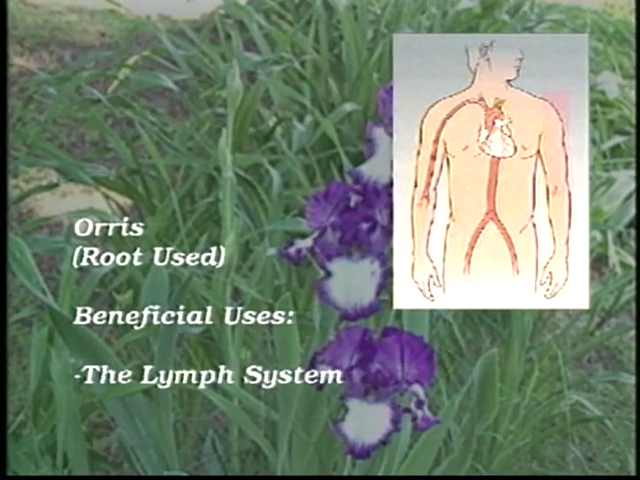 Orris
(Root Used)
Beneficial Uses:
-The Lymph System